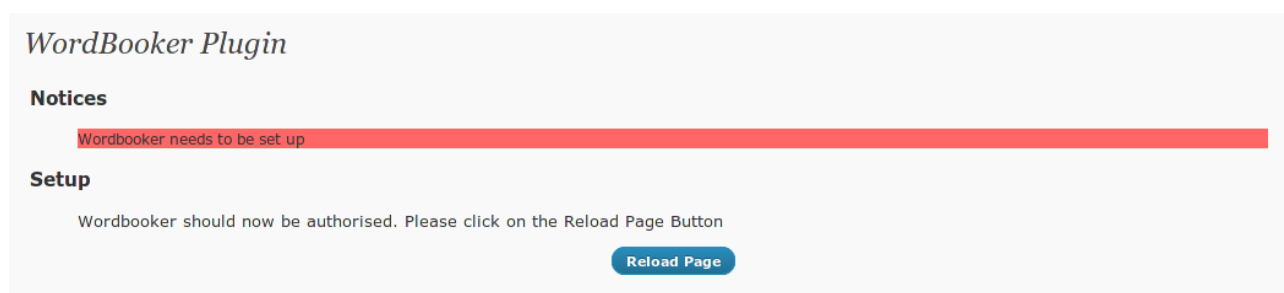 WordBooker Plugin
Notices
Wordbooker needs to be set up
Setup
Wordbooker should now be authorised. Please click on the Reload Page Button
Reload Page